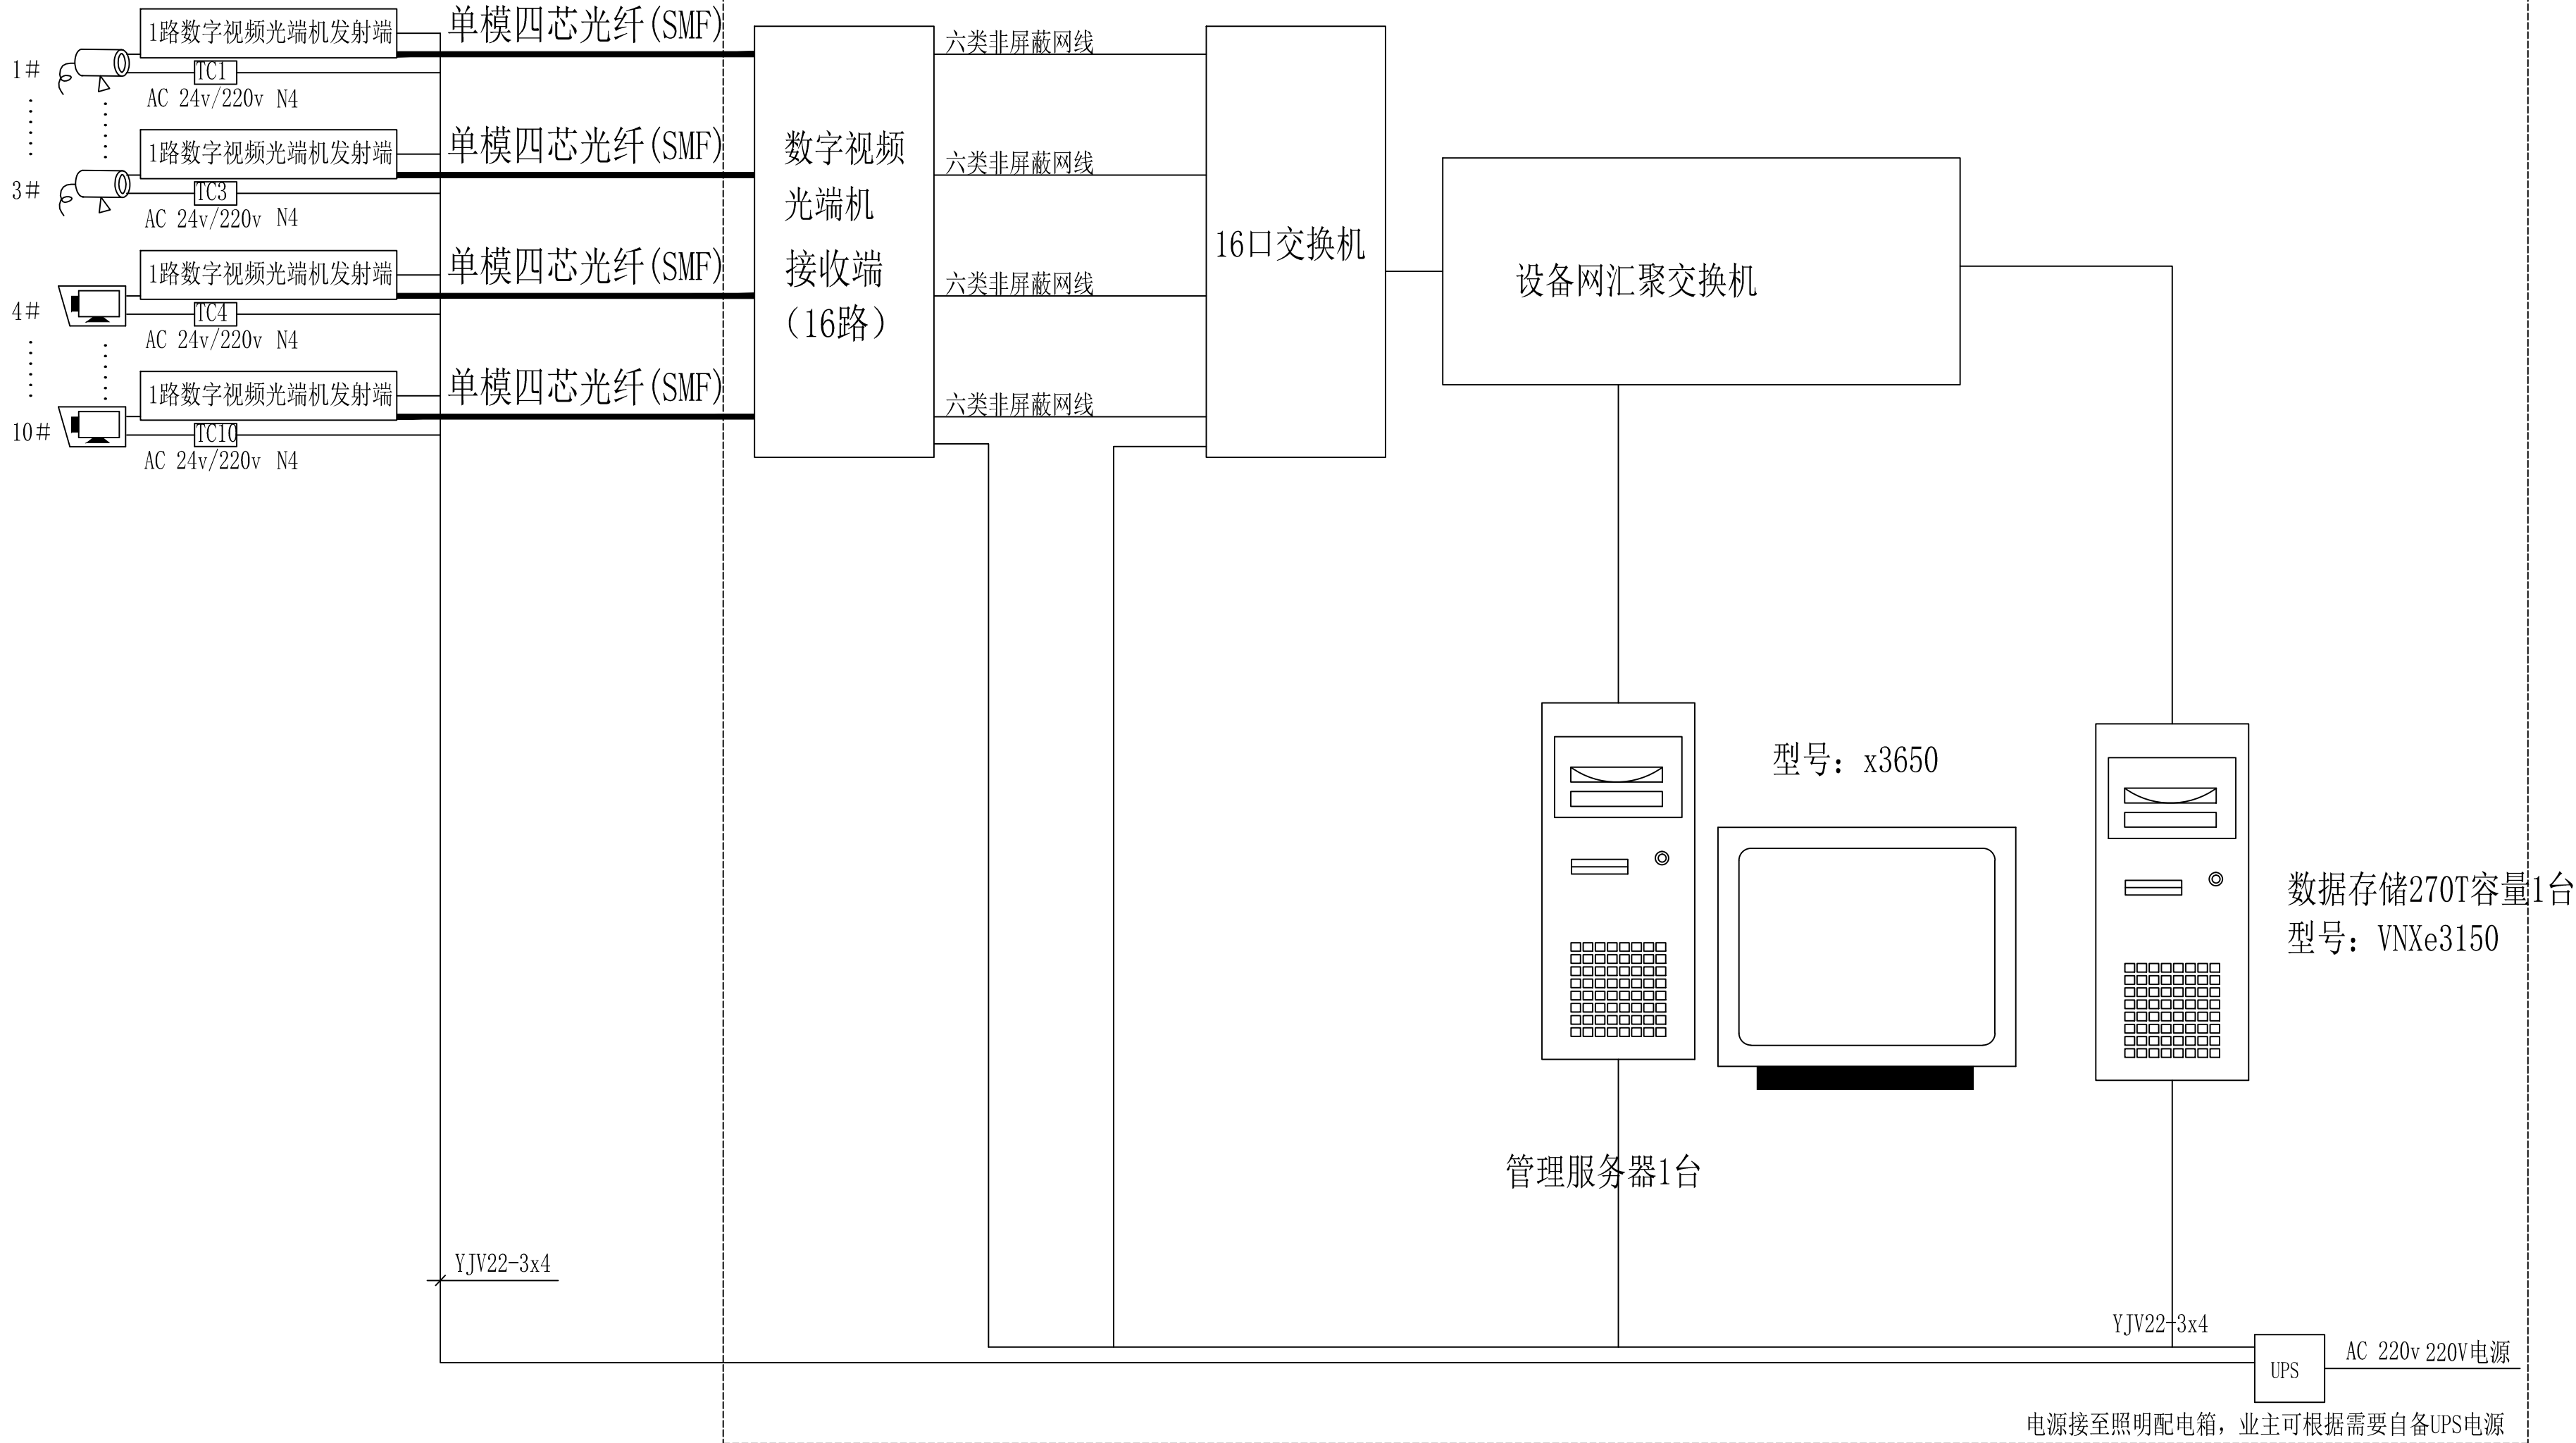 1路数字视频光端机发射端
单模四芯光纤(SMF)
1#
TC1
AC 24v/220v N4
1路数字视频光端机发射端
单模四芯光纤(SMF)
3#
TC3
AC 24v/220v N4
1路数字视频光端机发射端
单模四芯光纤(SMF)
4#
TC4
AC 24v/220v N4
1路数字视频光端机发射端
单模四芯光纤(SMF)
10#
TC10
AC 24v/220v N4
数字视频
光端机
接收端
（16路）
六类非屏蔽网线
六类非屏蔽网线
六类非屏蔽网线
六类非屏蔽网线
16口交换机
设备网汇聚交换机
型号：x3650
数据存储270T容量1台
型号：VNXe3150
管理服务器1台
YJV22-3x4
YJV22-3x4
UPS
AC 220v 220V电源
电源接至照明配电箱，业主可根据需要自备UPS电源